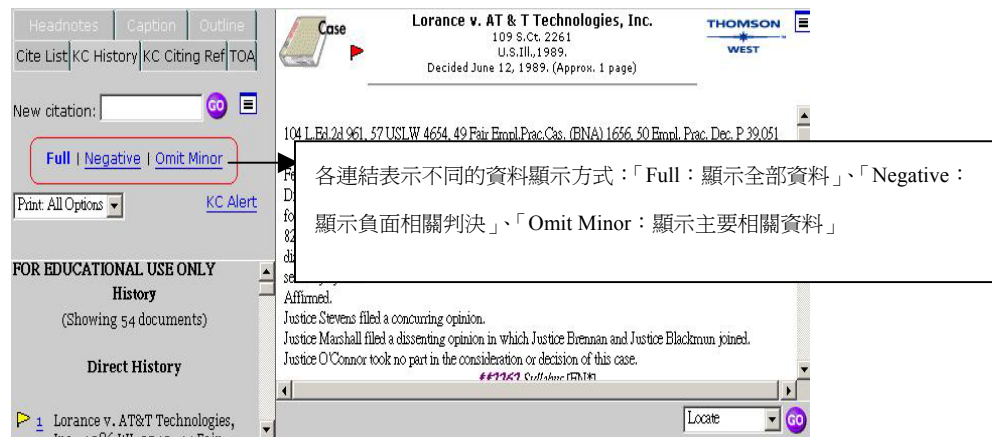 Headnotes Caption Outline
Cite List KC History KC Citing Ref TOA
New citation: GO
Full | Negative | Omit Minor
Print: All Options KC Alert
FOR EDUCATIONAL USE ONLY
History
(Showing 54 documents)
Direct History
1 Lorance v. AT&T Technologies,
Case
Lorance v. AT & T Technologies, Inc.
109 S.Ct. 2261
U.S.Ill.,1989.
Decided June 12, 1989. (Approx. 1 page)
THOMSON
WEST
104 L.Ed.2d 961, 57 USLW 4654, 49 Fair Empl.Prac.Cas. (BNA) 1656, 50 Empl. Prac. Dec. P 39,051
各連結表示不同的資料顯示方式：「Full：顯示全部資料」、「Negative：
顯示負面相關判決」、「Omit Minor：顯示主要相關資料」
Affirmed.
Justice Stevens filed a concurring opinion.
Justice Marshall filed a dissenting opinion in which Justice Brennan and Justice Blackmun joined.
Justice O'Connor took no part in the consideration or decision of this case.
**2262 Syllabus [FN*]
Locate GO